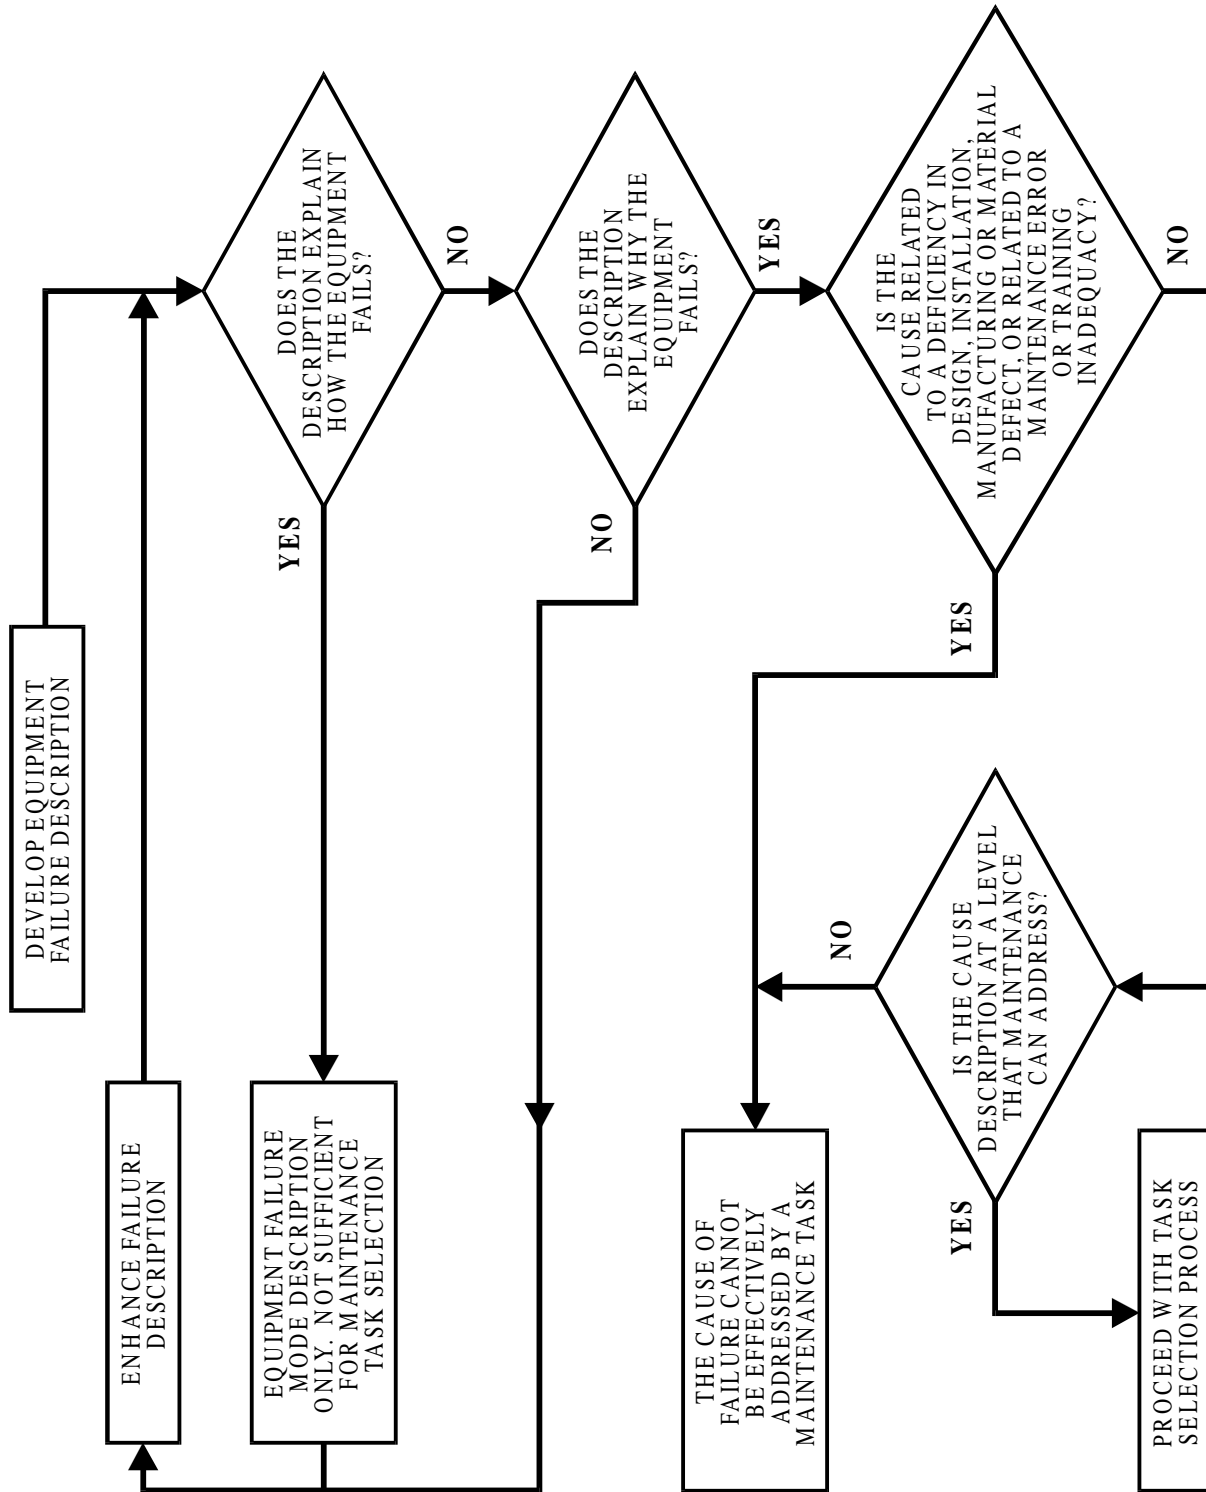 DEVELOP EQUIPMENT
FAILURE DESCRIPTION
ENHANCE FAILURE
DESCRIPTION
DOES THE
DESCRIPTION EXPLAIN
HOW THE EQUIPMENT
FAILS?
YES
NO
EQUIPMENT FAILURE
MODE DESCRIPTION
ONLY. NOT SUFFICIENT
FOR MAINTENANCE
TASK SELECTION
DOES THE
DESCRIPTION
EXPLAIN WHY THE
EQUIPMENT
FAILS?
NO
YES
IS THE
CAUSE RELATED
TO A DEFICIENCY IN
DESIGN, INSTALLATION,
MANUFACTURING OR MATERIAL
DEFECT, OR RELATED TO A
MAINTENANCE ERROR
OR TRAINING
INADEQUACY?
YES
NO
THE CAUSE OF
FAILURE CANNOT
BE EFFECTIVELY
ADDRESSED BY A
MAINTENANCE TASK
IS THE CAUSE
DESCRIPTION AT A LEVEL
THAT MAINTENANCE
CAN ADDRESS?
NO
YES
PROCEED WITH TASK
SELECTION PROCESS